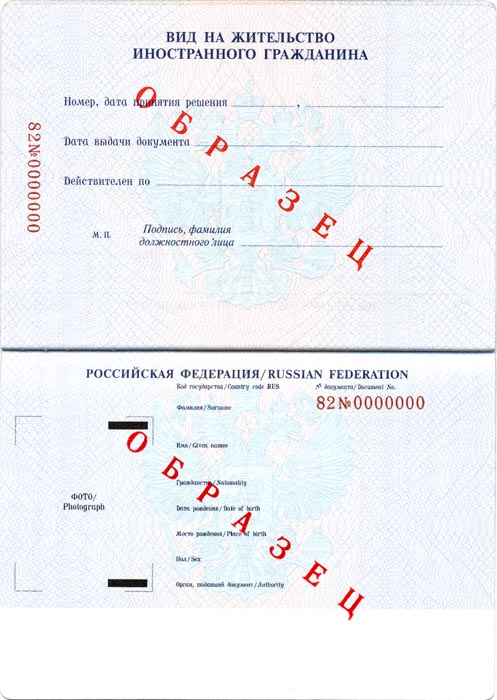 ВИД НА ЖИТЕЛЬСТВО
ИНОСТРАННОГО ГРАЖДАНИНА
Номер, дата принятия решения ,
Дата выдачи документа
Действителен по
82№0000000
М. П.
Подпись, фамилия
должностного лица
ОБРАЗЕЦ
РОССИЙСКАЯ ФЕДЕРАЦИЯ/RUSSIAN FEDERATION
Код государства/Country code RUS
№ документа/Document No.
82№0000000
Фамилия/Surname
Имя/Given names
Гражданство/Nationality
Дата рождения/Date of birth
Место рождения/Place of birth
Пол/Sex
Орган, выдавший документ/Authority
ФОТО/
Photograph
ОБРАЗЕЦ